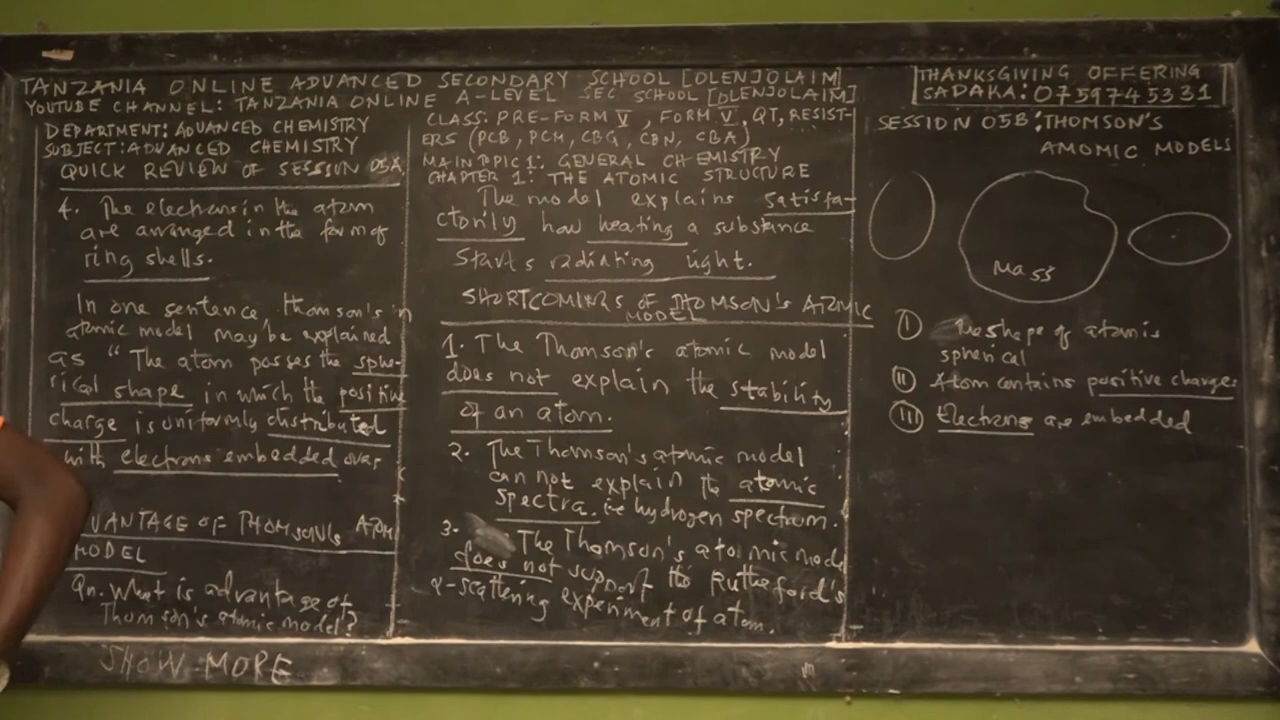 TANZANIA ONLINE ADVANCED SECONDARY SCHOOL [OLENJOLAIM]
YOUTUBE CHANNEL: TANZANIA ONLINE A-LEVEL SEC SCHOOL [OLENJOLAIM]
THANKSGIVING OFFERING
SADAKA: 0759745331
DEPARTMENT: ADVANCED CHEMISTRY
SUBJECT: ADVANCED CHEMISTRY
QUICK REVIEW OF SESSION 05A
4. The electrons in the atom
are arranged in the form of
ring shells.
In one sentence, Thomson's in
atomic model may be explained
as " The atom posses the sphe-
rical shape in which the positive
charge is uniformly distributed
with electrons embedded over
VANTAGE OF THOMSON'S ATOM
MODEL
Qn. What is advantage of
Thomson's atomic model?
SHOW MORE
CLASS: PRE-FORM V, FORM V, QT, RESIST-
ERS (PCB, PCM, CBG, CBN, CBA)
MAIN TOPIC 1: GENERAL CHEMISTRY
CHAPTER 1: THE ATOMIC STRUCTURE
The model explains satisfa-
ctorily how heating a substance
starts radiating light.
SHORTCOMINGS OF THOMSON'S ATOMIC
MODEL
1. The Thomson's atomic model
does not explain the stability
of an atom.
2. The Thomson's atomic model
can not explain the atomic
spectra. i.e hydrogen spectrum.
3. The Thomson's atomic mode
does not support the Rutherford's
α-scattering experiment of atom.
SESSION 05B: THOMSON'S
AMOMIC MODELS
Mass
(I) The shape of atom is
spherical
(II) Atom contains positive charges
(III) Electrons are embedded